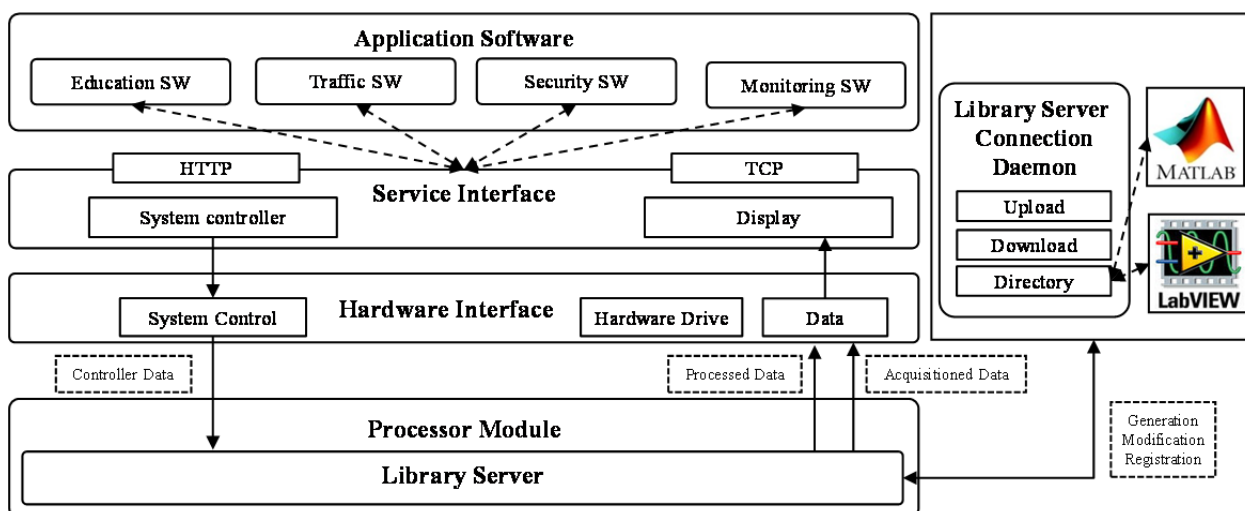 Application Software
Education SW
Traffic SW
Security SW
Monitoring SW
HTTP
TCP
Service Interface
System controller
Display
Hardware Interface
System Control
Hardware Drive
Data
Controller Data
Processed Data
Acquisitioned Data
Processor Module
Library Server
Library Server
Connection
Daemon
Upload
Download
Directory
MATLAB
LabVIEW
Generation
Modification
Registration